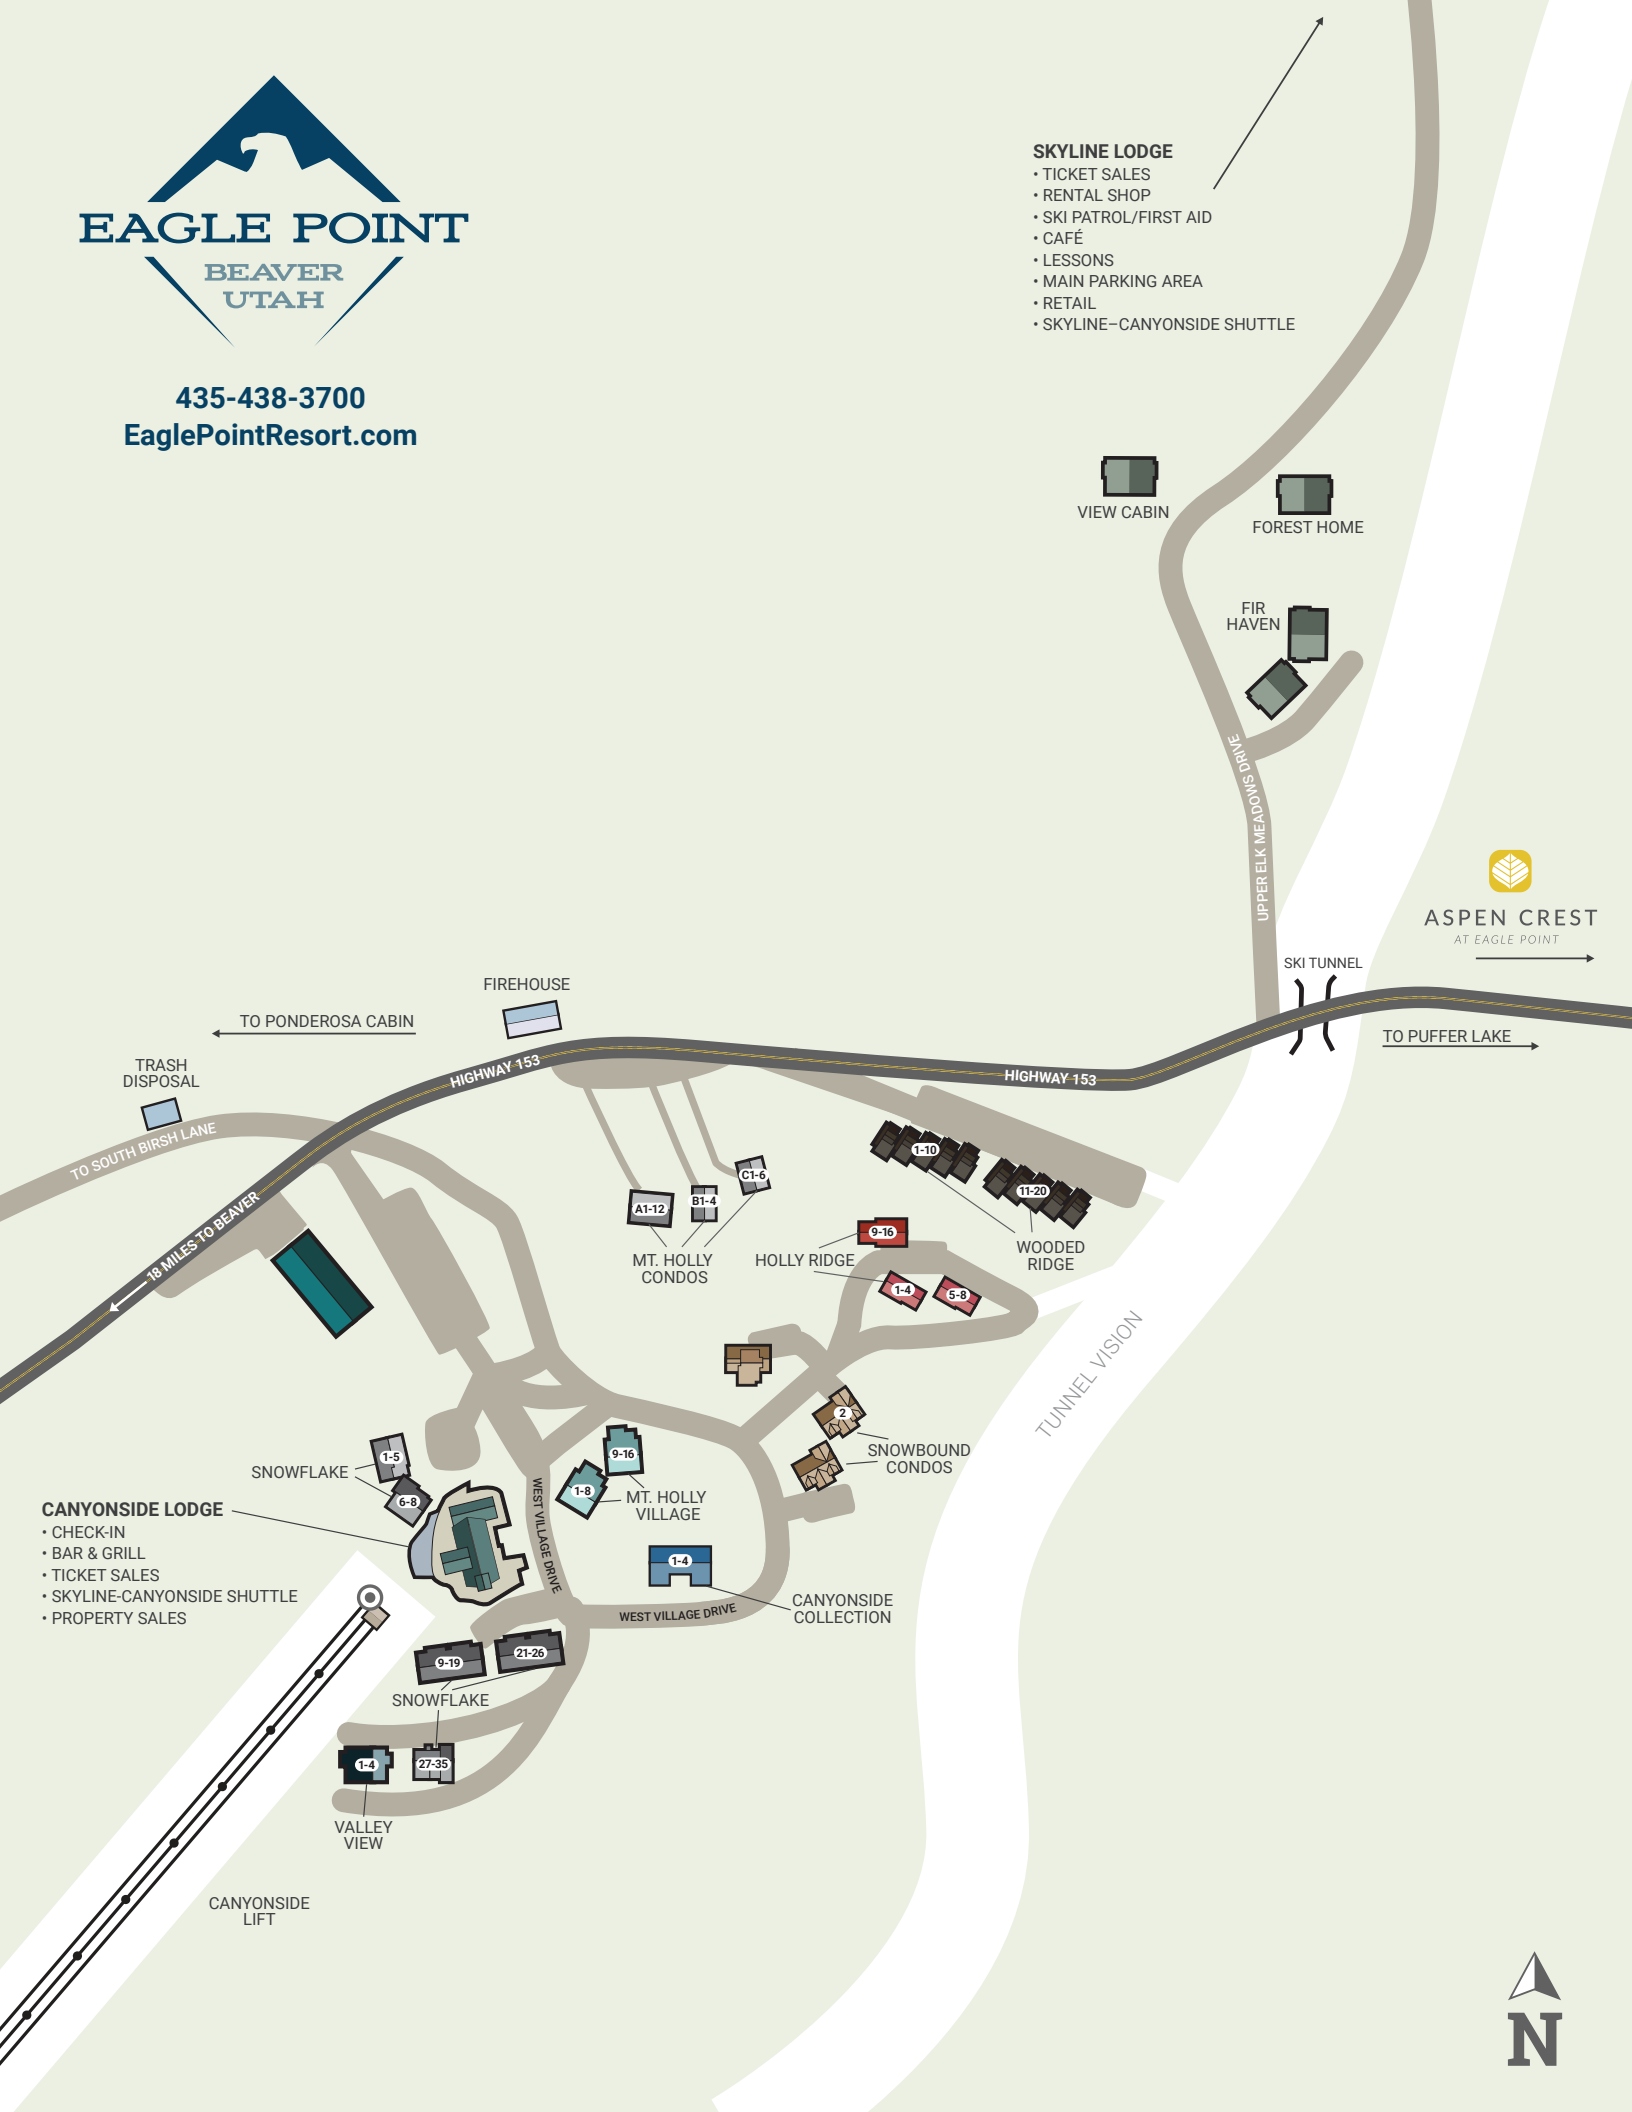 EAGLE POINT
BEAVER
UTAH
435-438-3700
EaglePointResort.com
SKYLINE LODGE
• TICKET SALES
• RENTAL SHOP
• SKI PATROL/FIRST AID
• CAFÉ
• LESSONS
• MAIN PARKING AREA
• RETAIL
• SKYLINE–CANYONSIDE SHUTTLE
VIEW CABIN
FOREST HOME
FIR
HAVEN
UPPER ELK MEADOWS DRIVE
ASPEN CREST
AT EAGLE POINT
SKI TUNNEL
TO PUFFER LAKE
FIREHOUSE
TO PONDEROSA CABIN
TRASH
DISPOSAL
HIGHWAY 153
HIGHWAY 153
TO SOUTH BIRSH LANE
18 MILES TO BEAVER
1-10
11-20
WOODED
RIDGE
C1-6
B1-4
A1-12
MT. HOLLY
CONDOS
9-16
HOLLY RIDGE
1-4
5-8
TUNNEL VISION
2
SNOWBOUND
CONDOS
1-5
SNOWFLAKE
6-8
9-16
1-8
MT. HOLLY
VILLAGE
WEST VILLAGE DRIVE
CANYONSIDE LODGE
• CHECK-IN
• BAR & GRILL
• TICKET SALES
• SKYLINE-CANYONSIDE SHUTTLE
• PROPERTY SALES
1-4
CANYONSIDE
COLLECTION
WEST VILLAGE DRIVE
21-26
9-19
SNOWFLAKE
1-4
27-35
VALLEY
VIEW
CANYONSIDE
LIFT
N